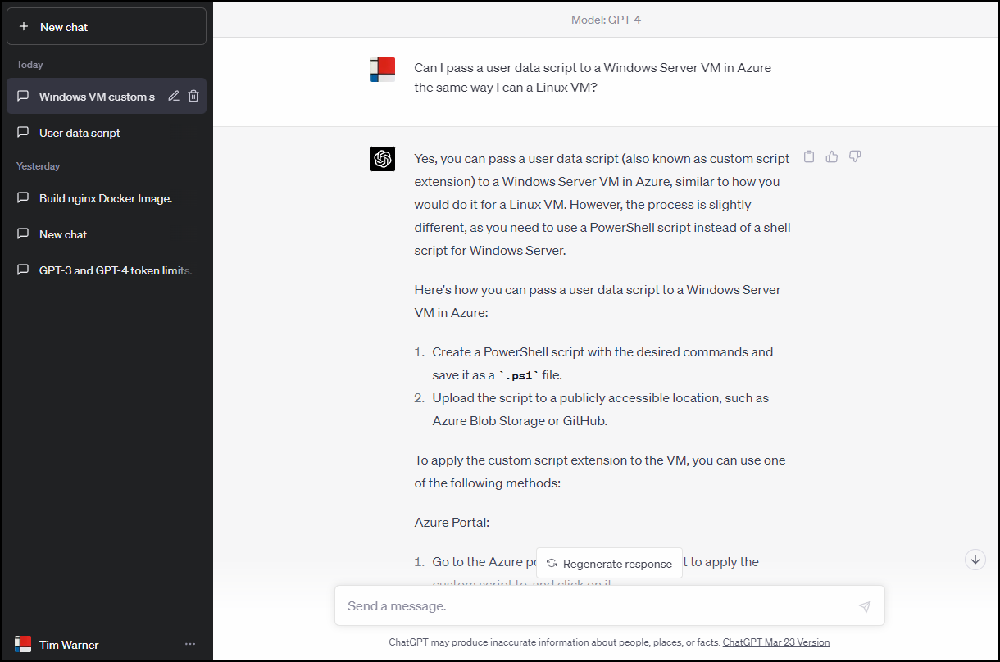 New chat
Today
Windows VM custom s
User data script
Yesterday
Build nginx Docker Image.
New chat
GPT-3 and GPT-4 token limits.
Tim Warner
Model: GPT-4
Can I pass a user data script to a Windows Server VM in Azure
the same way I can a Linux VM?
Yes, you can pass a user data script (also known as custom script
extension) to a Windows Server VM in Azure, similar to how you
would do it for a Linux VM. However, the process is slightly
different, as you need to use a PowerShell script instead of a shell
script for Windows Server.
Here's how you can pass a user data script to a Windows Server
VM in Azure:
1. Create a PowerShell script with the desired commands and
save it as a `.ps1` file.
2. Upload the script to a publicly accessible location, such as
Azure Blob Storage or GitHub.
To apply the custom script extension to the VM, you can use one
of the following methods:
Azure Portal:
1. Go to the Azure po t to apply the
custom script to, and click on it.
Regenerate response
Send a message.
ChatGPT may produce inaccurate information about people, places, or facts. ChatGPT Mar 23 Version